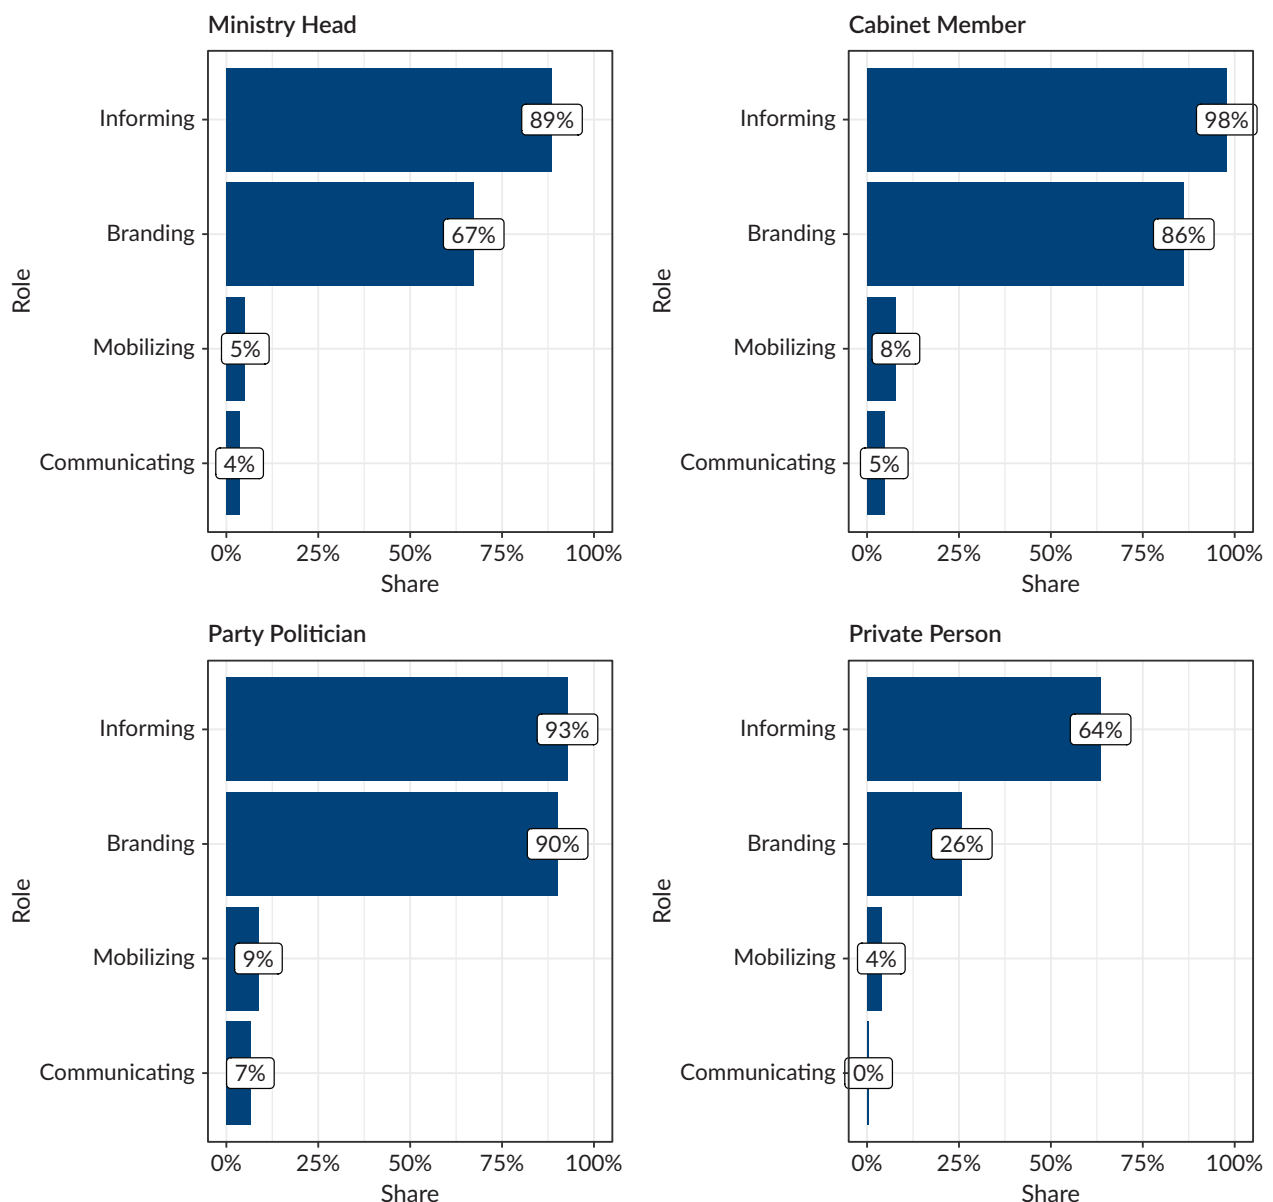 Ministry Head
Role
Informing
89%
Branding
67%
Mobilizing
5%
Communicating
4%
0% 25% 50% 75% 100%
Share
Cabinet Member
Role
Informing
98%
Branding
86%
Mobilizing
8%
Communicating
5%
0% 25% 50% 75% 100%
Share
Party Politician
Role
Informing
93%
Branding
90%
Mobilizing
9%
Communicating
7%
0% 25% 50% 75% 100%
Share
Private Person
Role
Informing
64%
Branding
26%
Mobilizing
4%
Communicating
0%
0% 25% 50% 75% 100%
Share